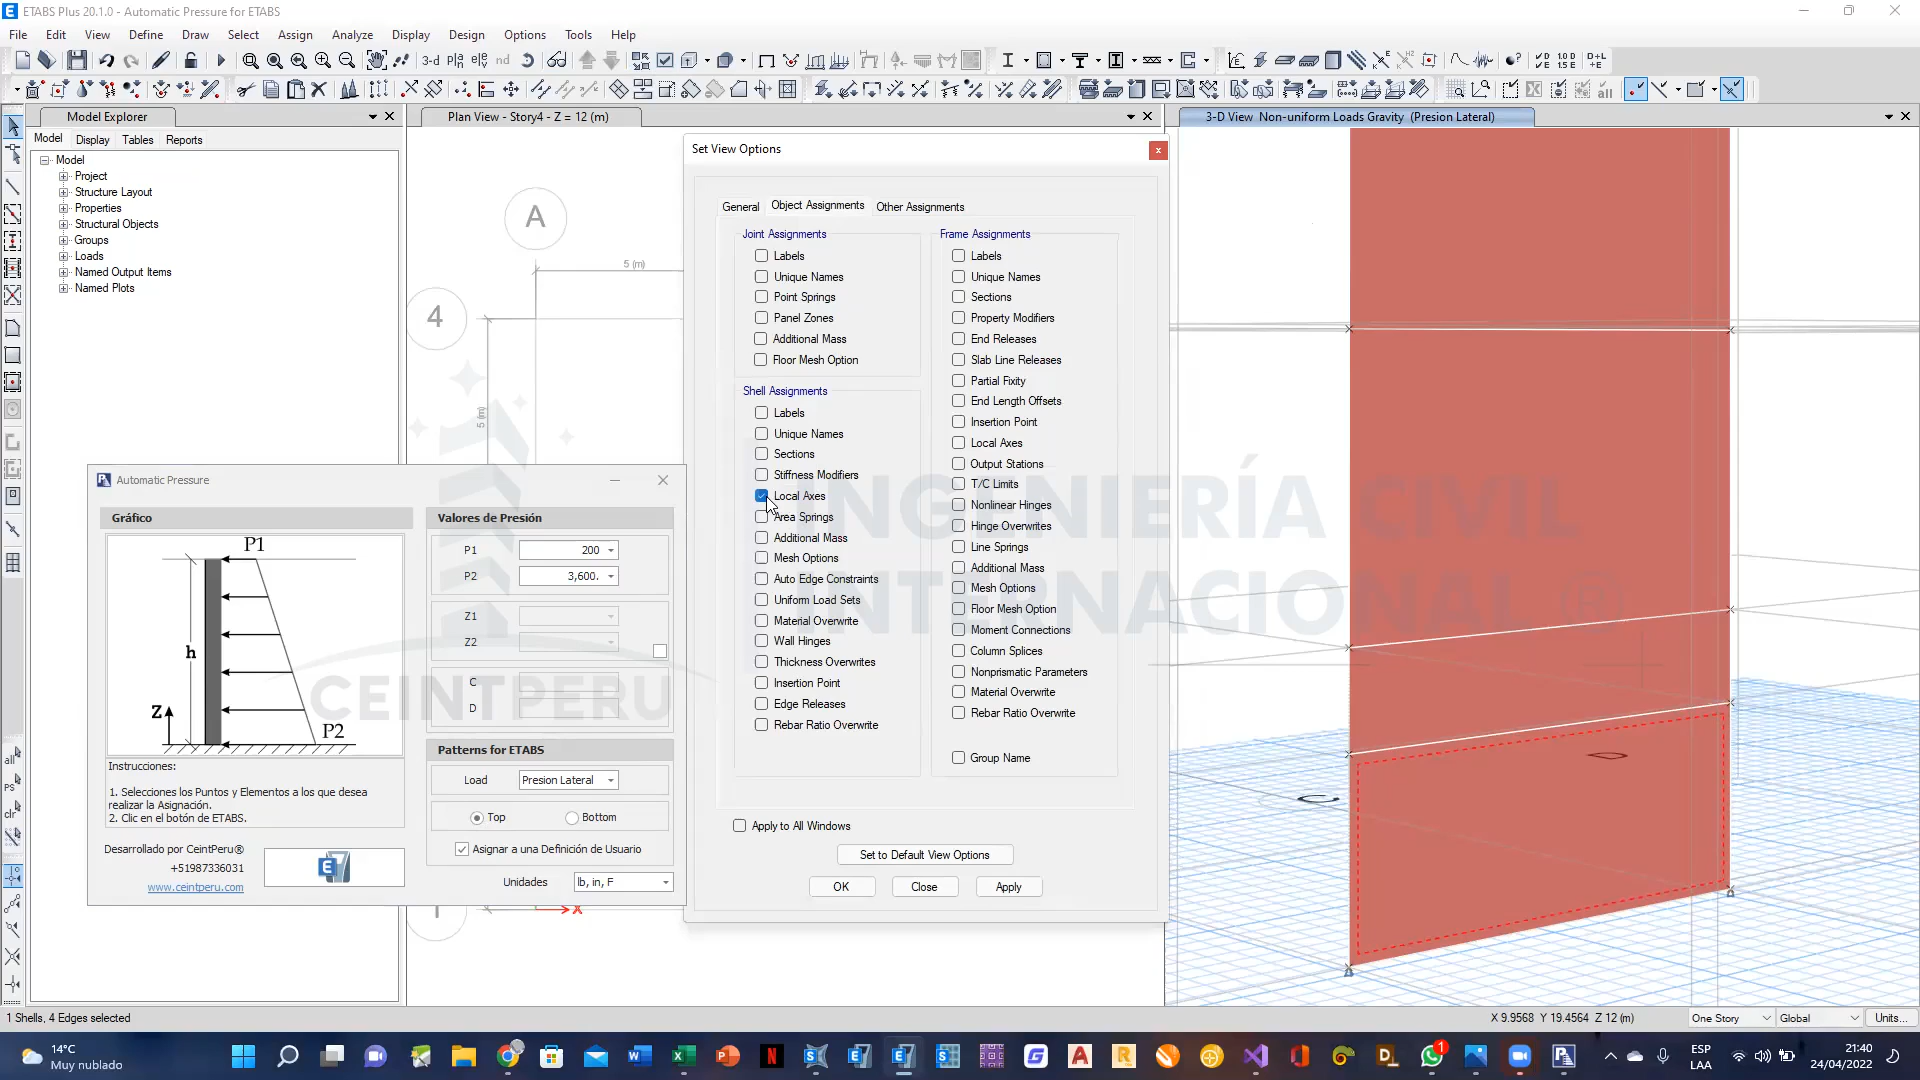 ETABS Plus 20.1.0 - Automatic Pressure for ETABS
File Edit View Define Draw Select Assign Analyze Display Design Options Tools Help
3-d
nd
Model Explorer
Plan View - Story4 - Z = 12 (m)
3-D View Non-uniform Loads Gravity (Presion Lateral)
Model Display Tables Reports
Model
Project
Structure Layout
Properties
Structural Objects
Groups
Loads
Named Output Items
Named Plots
A
5 (m)
4
5 (m)
X
Set View Options
General Object Assignments Other Assignments
Joint Assignments
Labels
Unique Names
Point Springs
Panel Zones
Additional Mass
Floor Mesh Option
Shell Assignments
Labels
Unique Names
Sections
Stiffness Modifiers
Local Axes
Area Springs
Additional Mass
Mesh Options
Auto Edge Constraints
Uniform Load Sets
Material Overwrite
Wall Hinges
Thickness Overwrites
Insertion Point
Edge Releases
Rebar Ratio Overwrite
Frame Assignments
Labels
Unique Names
Sections
Property Modifiers
End Releases
Slab Line Releases
Partial Fixity
End Length Offsets
Insertion Point
Local Axes
Output Stations
T/C Limits
Nonlinear Hinges
Hinge Overwrites
Line Springs
Additional Mass
Mesh Options
Floor Mesh Option
Moment Connections
Column Splices
Nonprismatic Parameters
Material Overwrite
Rebar Ratio Overwrite
Group Name
Apply to All Windows
Set to Default View Options
OK Close Apply
Automatic Pressure
Gráfico
P1
h
Z
P2
Instrucciones:
1. Selecciones los Puntos y Elementos a los que desea
realizar la Asignación.
2. Clic en el botón de ETABS.
Desarrollado por CeintPeru®
+51987336031
www.ceintperu.com
Valores de Presión
P1 200
P2 3,600.
Z1
Z2
C
D
Patterns for ETABS
Load Presion Lateral
Top Bottom
Asignar a una Definición de Usuario
Unidades lb, in, F
INGENIERÍA CIVIL
INTERNACIONAL ®
CEINTPERU
all
PS
clr
1 Shells, 4 Edges selected
X 9.9568 Y 19.4564 Z 12 (m)
One Story Global Units...
14°C
Muy nublado
ESP
LAA
21:40
24/04/2022